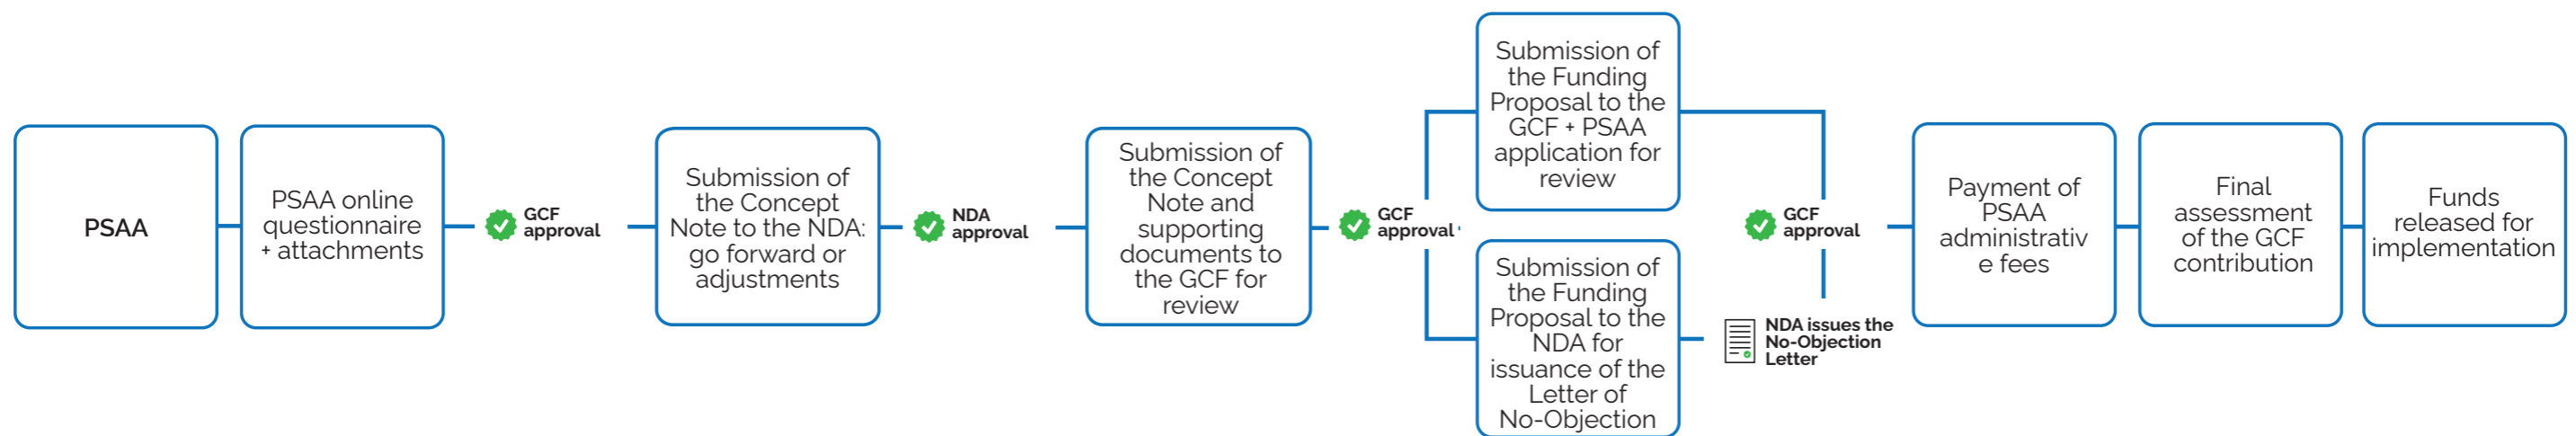 PSAA
PSAA online
questionnaire
+ attachments
GCF
approval
Submission of
the Concept
Note to the NDA:
go forward or
adjustments
NDA
approval
Submission of
the Concept
Note and
supporting
documents to
the GCF for
review
GCF
approval
Submission of
the Funding
Proposal to the
GCF + PSAA
application for
review
Submission of
the Funding
Proposal to the
NDA for
issuance of the
Letter of
No-Objection
GCF
approval
NDA issues the
No-Objection
Letter
Payment of
PSAA
administrativ
e fees
Final
assessment
of the GCF
contribution
Funds
released for
implementation